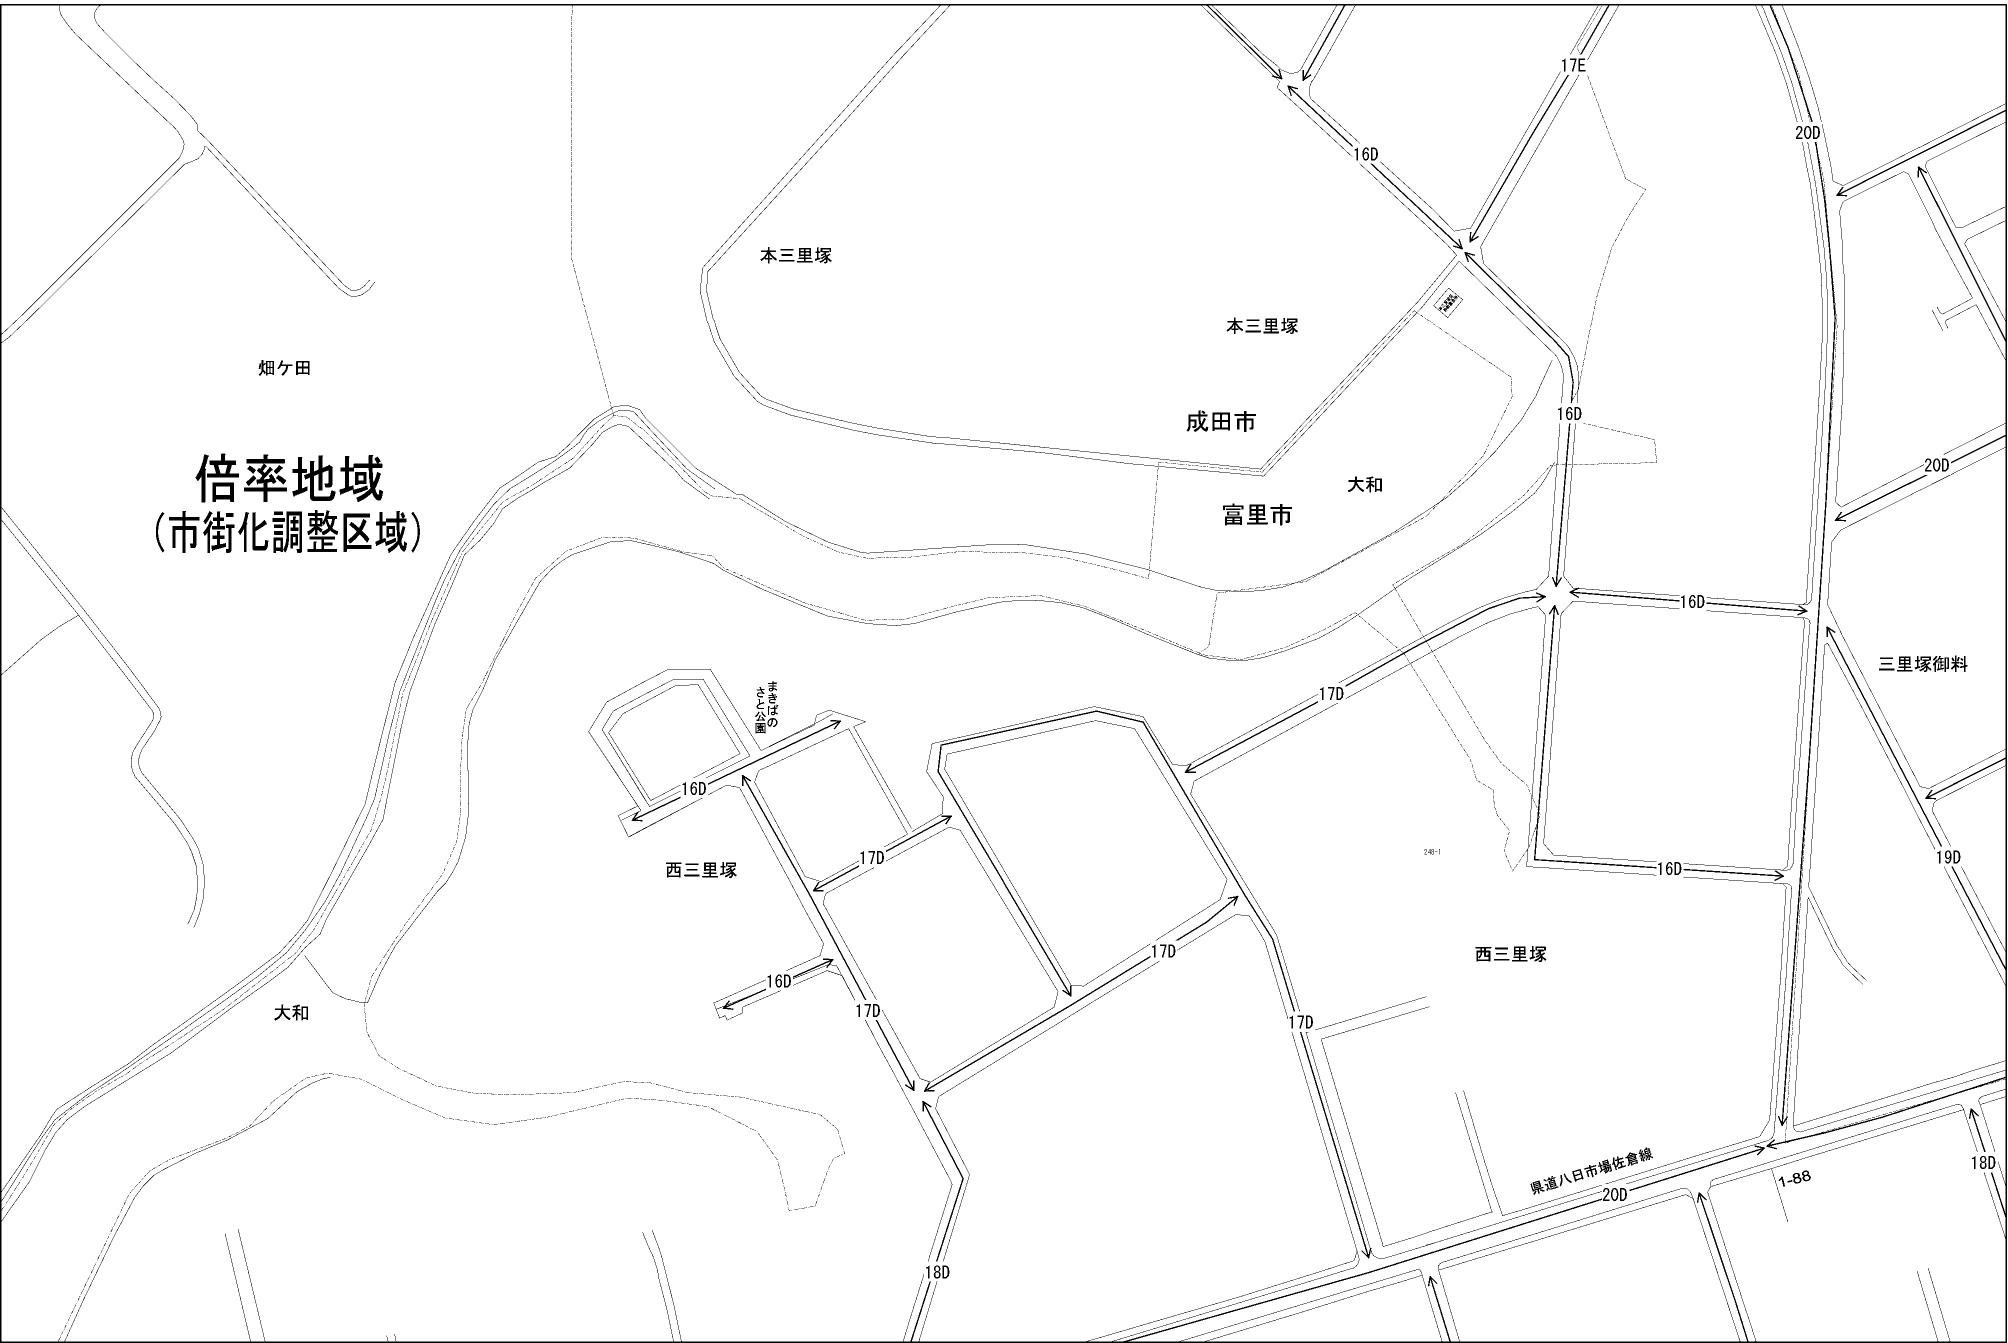 17E
20D
16D
本三里塚
本三里塚
畑ケ田
16D
成田市
倍率地域
(市街化調整区域)
20D
大和
富里市
16D
三里塚御料
17D
まきばの
さと公園
16D
17D
248-1
19D
16D
西三里塚
17D
西三里塚
16D
17D
大和
17D
県道八日市場佐倉線
18D
1-88
20D
18D